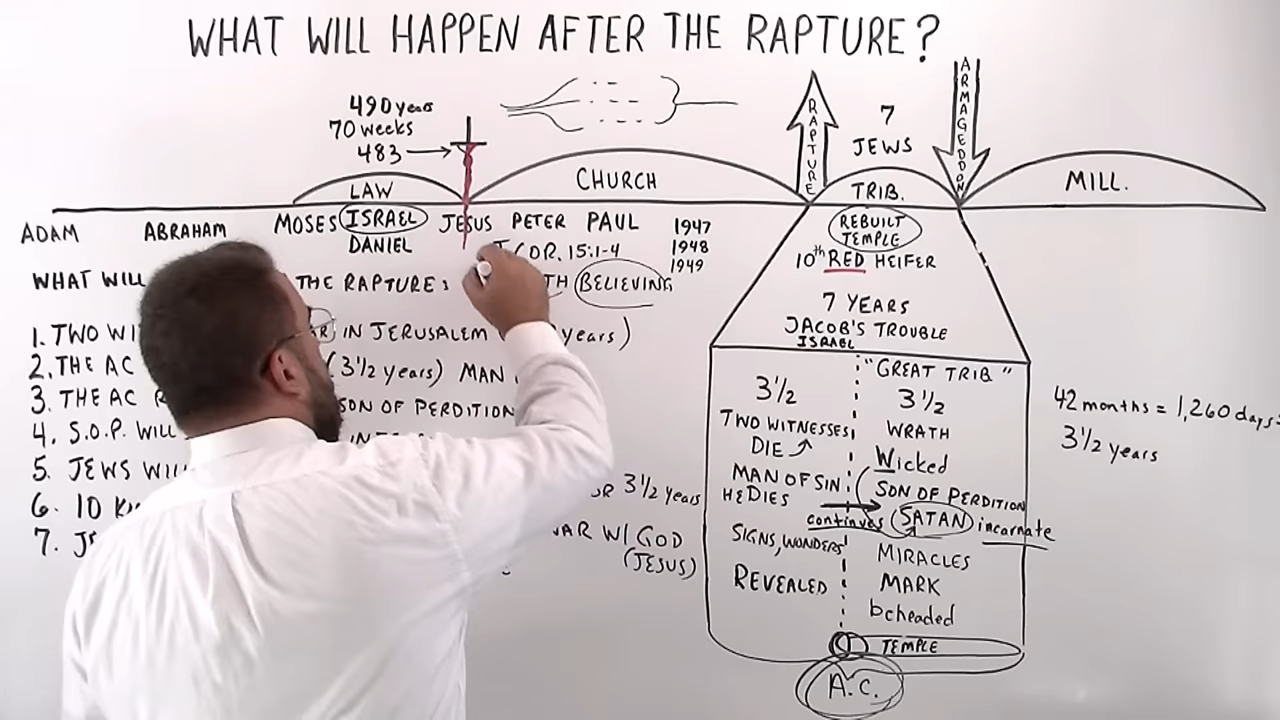 WHAT WILL HAPPEN AFTER THE RAPTURE?
490 years
70 weeks
483
LAW
CHURCH
RAPTURE
7
JEWS
TRIB.
ARMAGEDDON
MILL.
ADAM ABRAHAM MOSES ISRAEL JESUS PETER PAUL 1947
DANIEL
COR. 15:1-4
1948
1949
WHAT WILL THE RAPTURE: BELIEVING
1. TWO IN JERUSALEM years)
2. THE AC (3½ years) MAN
3. THE AC SON OF PERDITION
4. S.O.P. WILL
5. JEWS
6. 10
7.
3½ years
W/ GOD
(JESUS)
REBUILT
TEMPLE
10th RED HEIFER
7 YEARS
JACOB'S TROUBLE
ISRAEL
"GREAT TRIB"
3½
TWO WITNESSES
DIE
MAN OF SIN
HE DIES
continues
SIGNS, WONDERS
REVEALED
3½
WRATH
Wicked
SON OF PERDITION
SATAN incarnate
MIRACLES
MARK
beheaded
TEMPLE
A.C.
42 months = 1,260 days =
3½ years